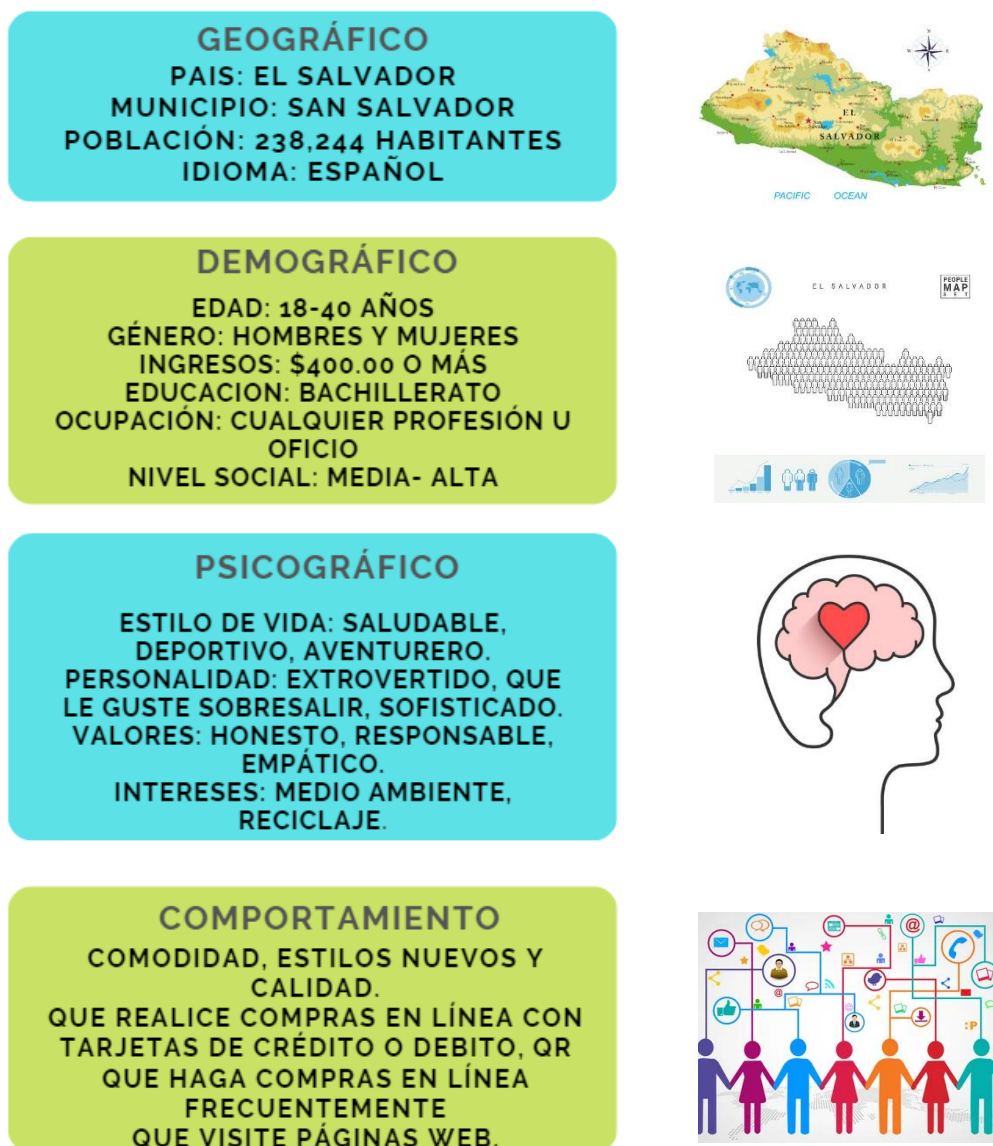 GEOGRÁFICO
PAIS: EL SALVADOR
MUNICIPIO: SAN SALVADOR
POBLACIÓN: 238,244 HABITANTES
IDIOMA: ESPAÑOL
EL
SALVADOR
PACIFIC OCEAN
DEMOGRÁFICO
EDAD: 18-40 AÑOS
GÉNERO: HOMBRES Y MUJERES
INGRESOS: $400.00 O MÁS
EDUCACION: BACHILLERATO
OCUPACIÓN: CUALQUIER PROFESIÓN U
OFICIO
NIVEL SOCIAL: MEDIA- ALTA
EL SALVADOR
PEOPLE
MAP
SET
PSICOGRÁFICO
ESTILO DE VIDA: SALUDABLE,
DEPORTIVO, AVENTURERO.
PERSONALIDAD: EXTROVERTIDO, QUE
LE GUSTE SOBRESALIR, SOFISTICADO.
VALORES: HONESTO, RESPONSABLE,
EMPÁTICO.
INTERESES: MEDIO AMBIENTE,
RECICLAJE.
COMPORTAMIENTO
COMODIDAD, ESTILOS NUEVOS Y
CALIDAD.
QUE REALICE COMPRAS EN LÍNEA CON
TARJETAS DE CRÉDITO O DEBITO, QR
QUE HAGA COMPRAS EN LÍNEA
FRECUENTEMENTE
QUE VISITE PÁGINAS WEB.
@
@
:P